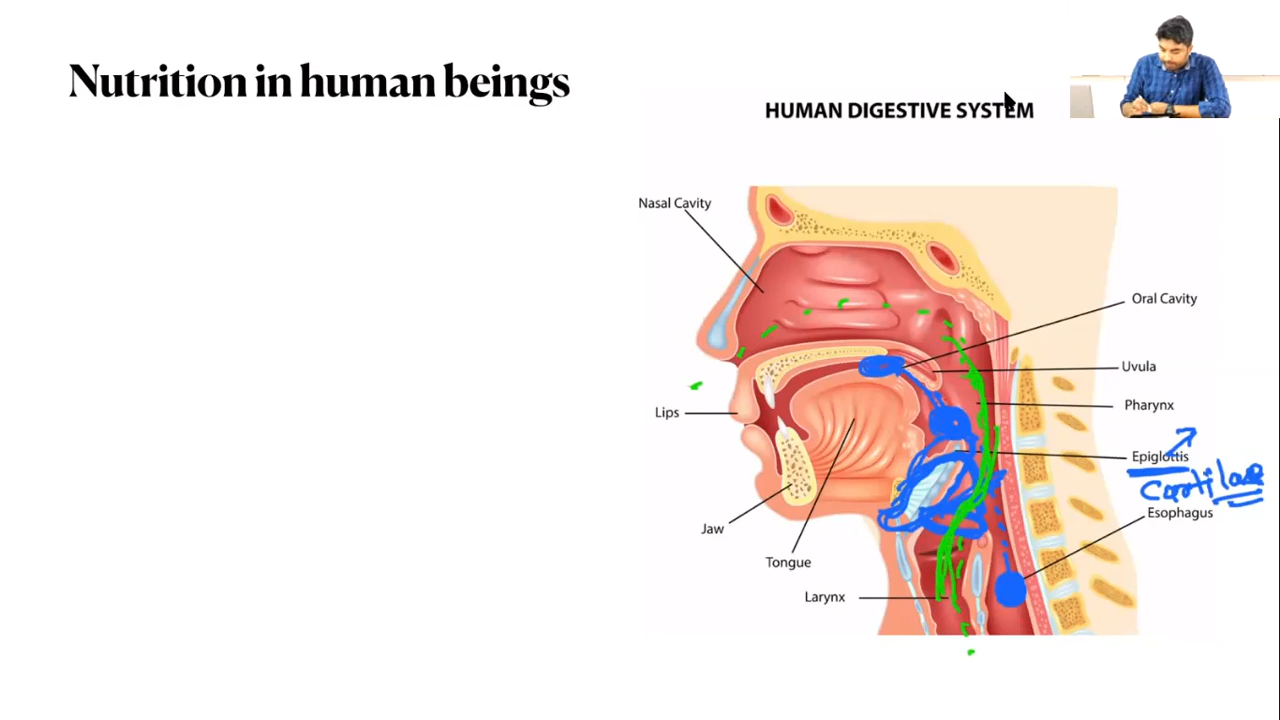 Nutrition in human beings
HUMAN DIGESTIVE SYSTEM
Nasal Cavity
Oral Cavity
Uvula
Lips
Pharynx
Epiglottis
Cartilage
Esophagus
Jaw
Tongue
Larynx